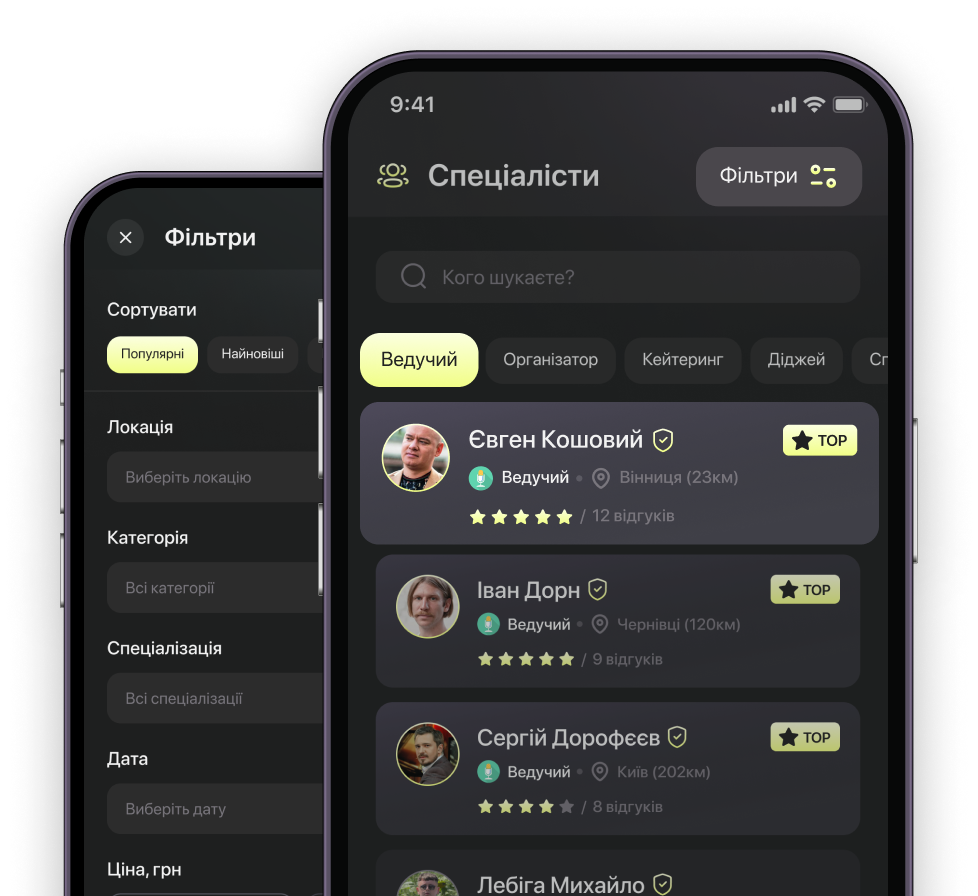 9:41
Спеціалісти
Фільтри
Кого шукаєте?
Ведучий Організатор Кейтеринг Діджей
Євген Кошовий TOP
Ведучий • Вінниця (23км)
/ 12 відгуків
Іван Дорн TOP
Ведучий • Чернівці (120км)
/ 9 відгуків
Сергій Дорофєєв TOP
Ведучий • Київ (202км)
/ 8 відгуків
Лебіга Михайло
Фільтри
Сортувати
Популярні Найновіші
Локація
Виберіть локацію
Категорія
Всі категорії
Спеціалізація
Всі спеціалізації
Дата
Виберіть дату
Ціна, грн